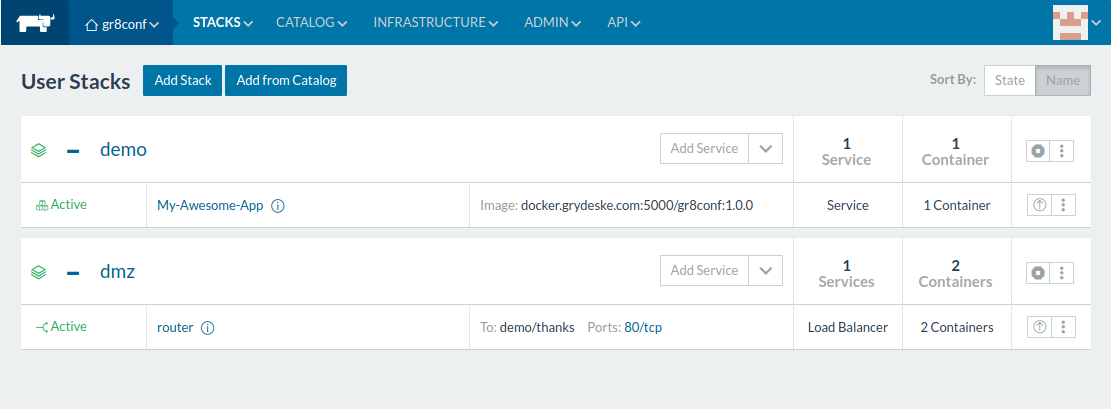 gr8conf STACKS CATALOG INFRASTRUCTURE ADMIN API
User Stacks Add Stack Add from Catalog Sort By: State Name
demo Add Service 1 Service 1 Container
Active My-Awesome-App Image: docker.grydeske.com:5000/gr8conf:1.0.0 Service 1 Container
dmz Add Service 1 Services 2 Containers
Active router To: demo/thanks Ports: 80/tcp Load Balancer 2 Containers